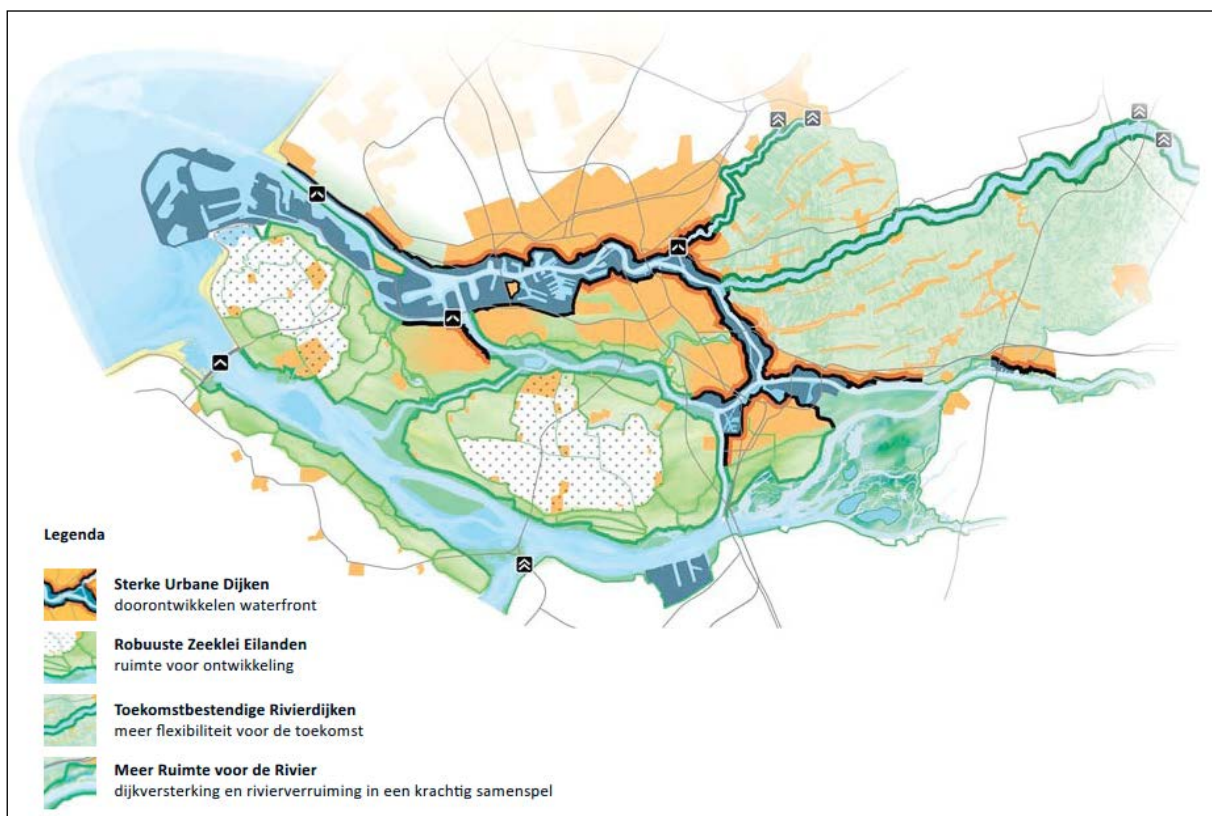 Legenda
Sterke Urbane Dijken
doorontwikkelen waterfront
Robuuste Zeeklei Eilanden
ruimte voor ontwikkeling
Toekomstbestendige Rivierdijken
meer flexibiliteit voor de toekomst
Meer Ruimte voor de Rivier
dijkversterking en rivierverruiming in een krachtig samenspel